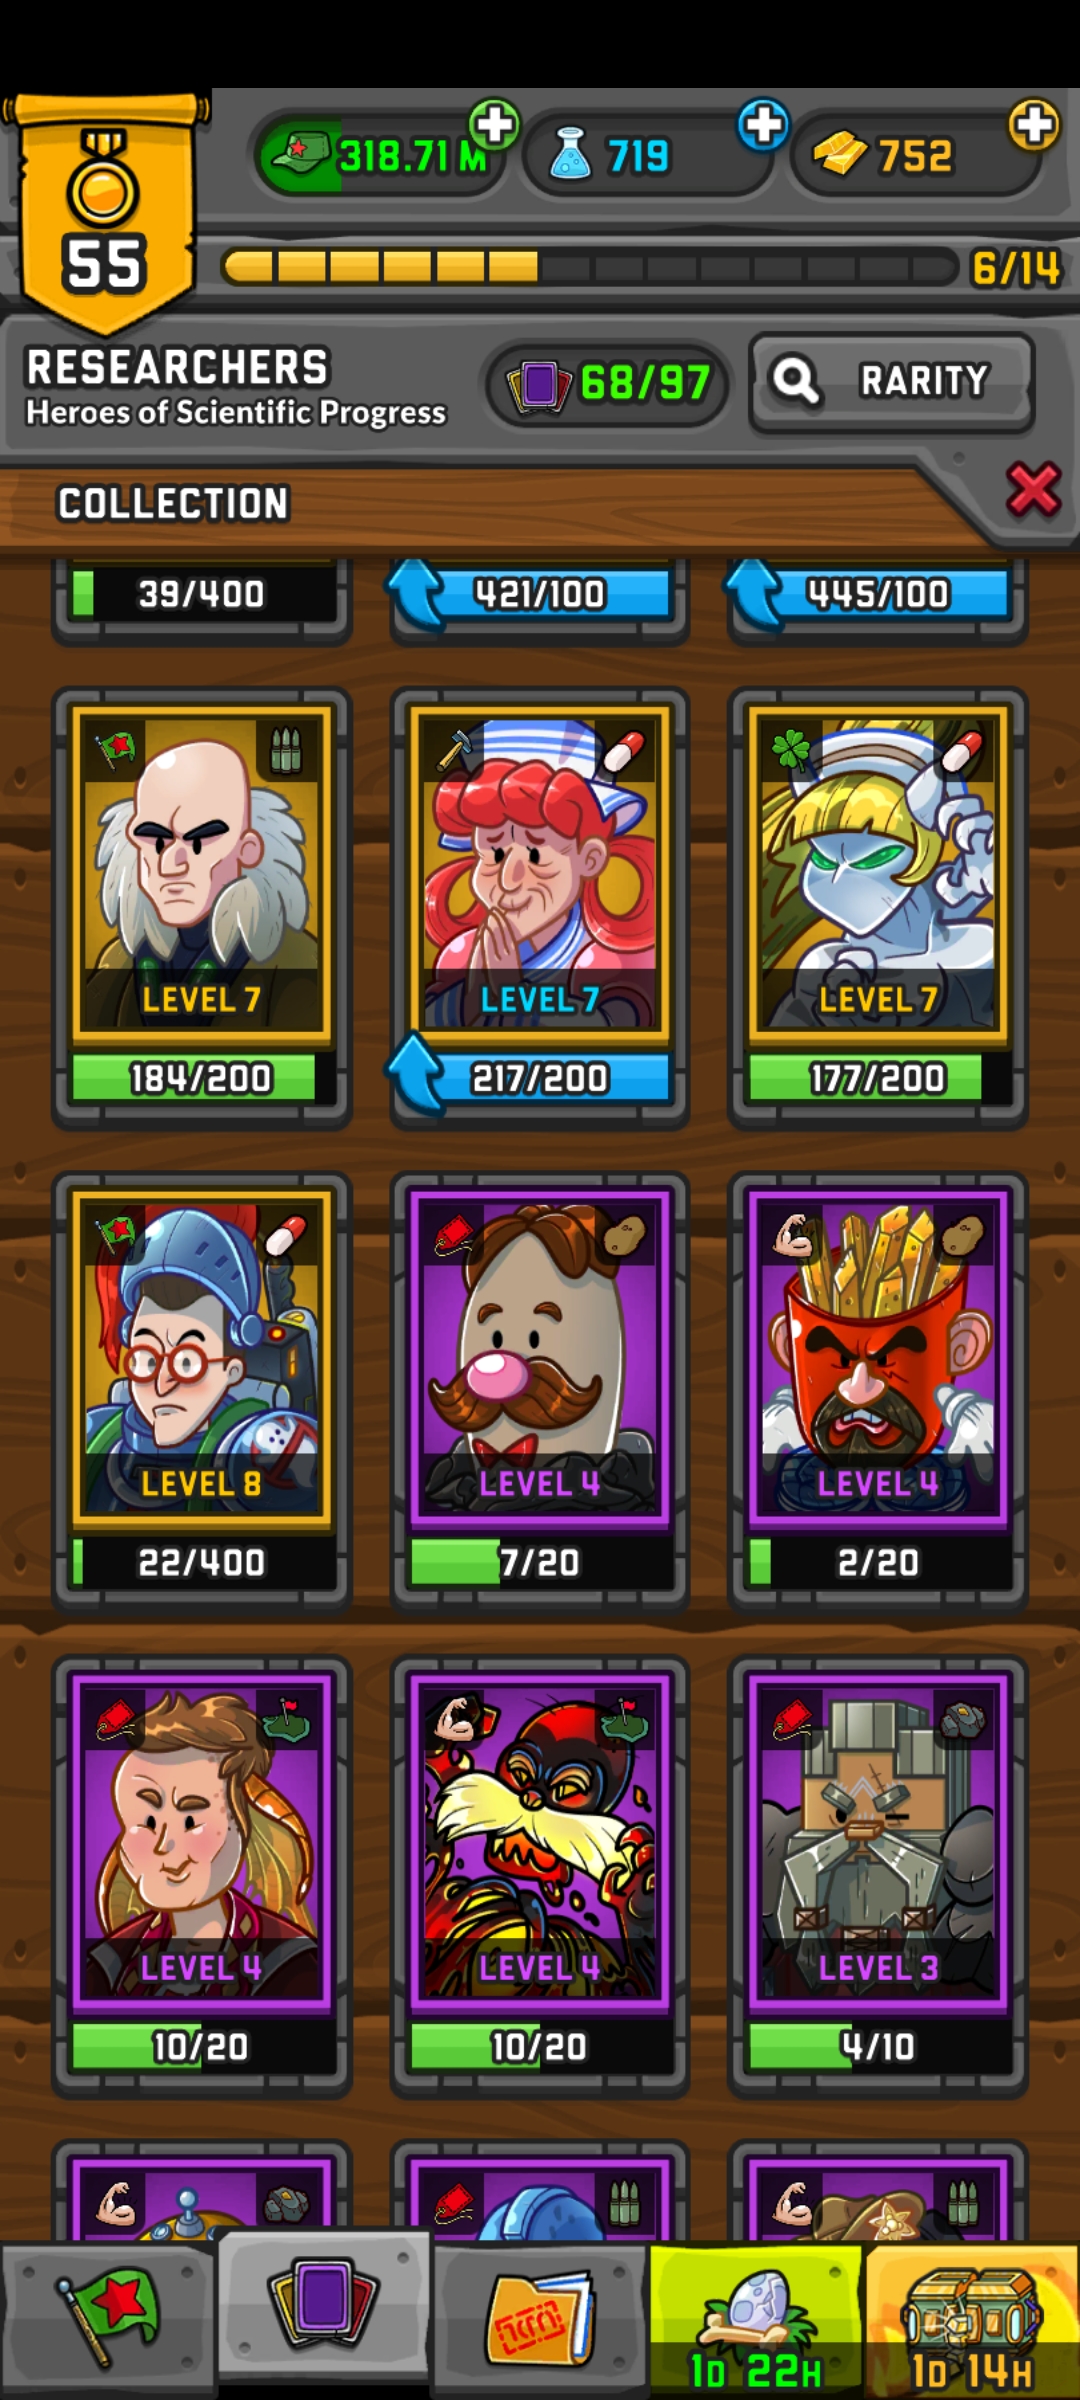 318.71 M
719
752
55
6/14
RESEARCHERS
Heroes of Scientific Progress
68/97
RARITY
COLLECTION
39/400
421/100
445/100
LEVEL 7
LEVEL 7
LEVEL 7
184/200
217/200
177/200
LEVEL 8
LEVEL 4
LEVEL 4
22/400
7/20
2/20
LEVEL 4
LEVEL 4
LEVEL 3
10/20
10/20
4/10
1D 22H
1D 14H